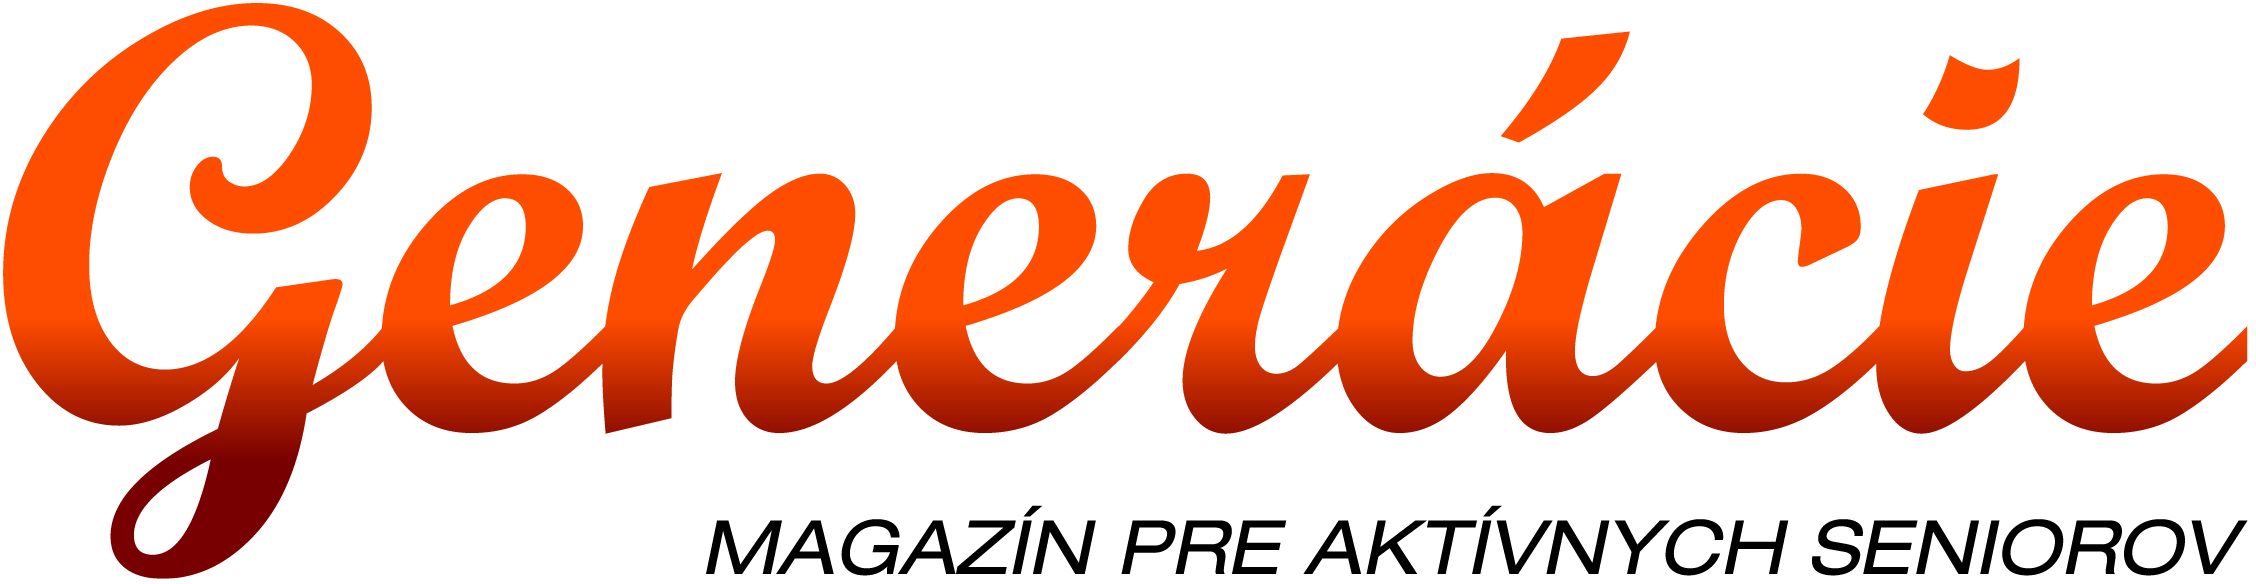 Generácie
MAGAZÍN PRE AKTÍVNYCH SENIOROV